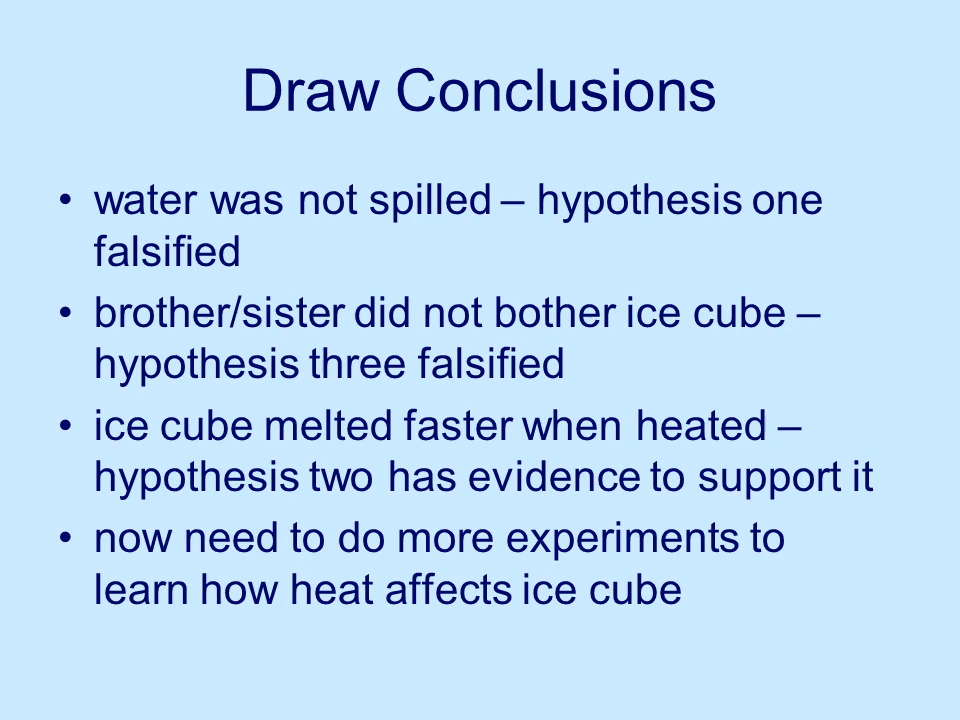 Draw Conclusions
• water was not spilled – hypothesis one
falsified
• brother/sister did not bother ice cube –
hypothesis three falsified
• ice cube melted faster when heated –
hypothesis two has evidence to support it
• now need to do more experiments to
learn how heat affects ice cube